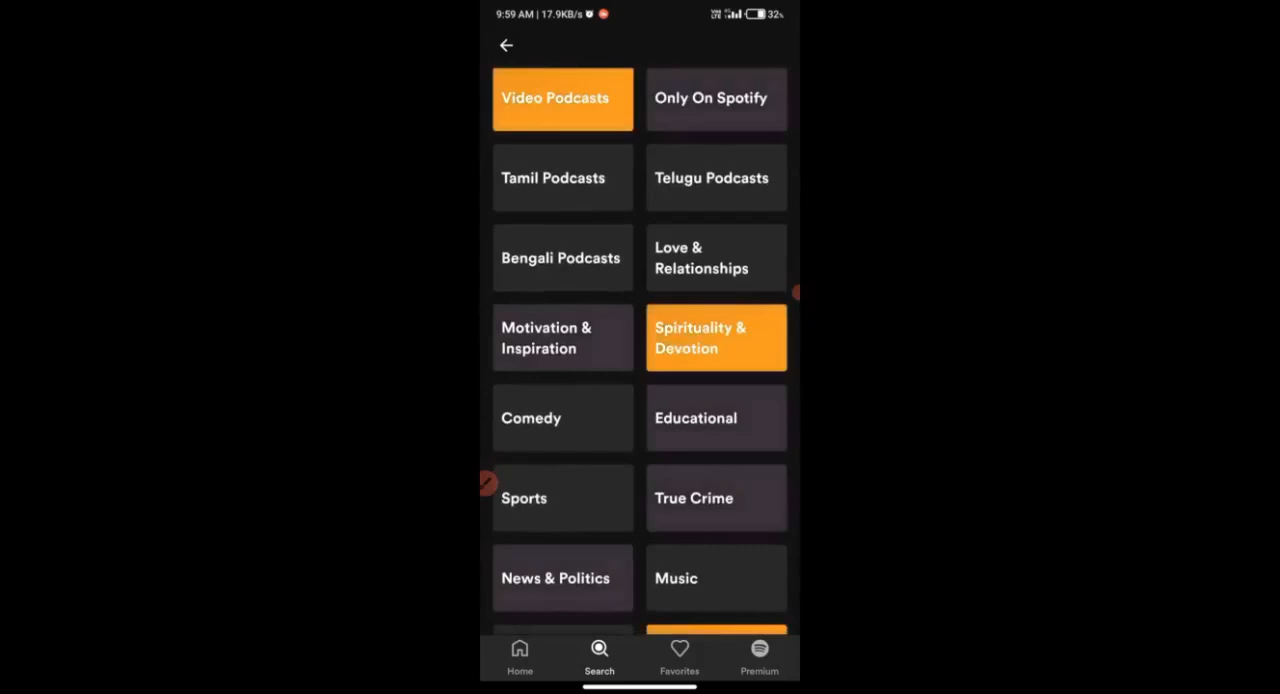 9:59 AM | 17.9KB/s
32%
Video Podcasts
Only On Spotify
Tamil Podcasts
Telugu Podcasts
Bengali Podcasts
Love &
Relationships
Motivation &
Inspiration
Spirituality &
Devotion
Comedy
Educational
Sports
True Crime
News & Politics
Music
Home
Search
Favorites
Premium